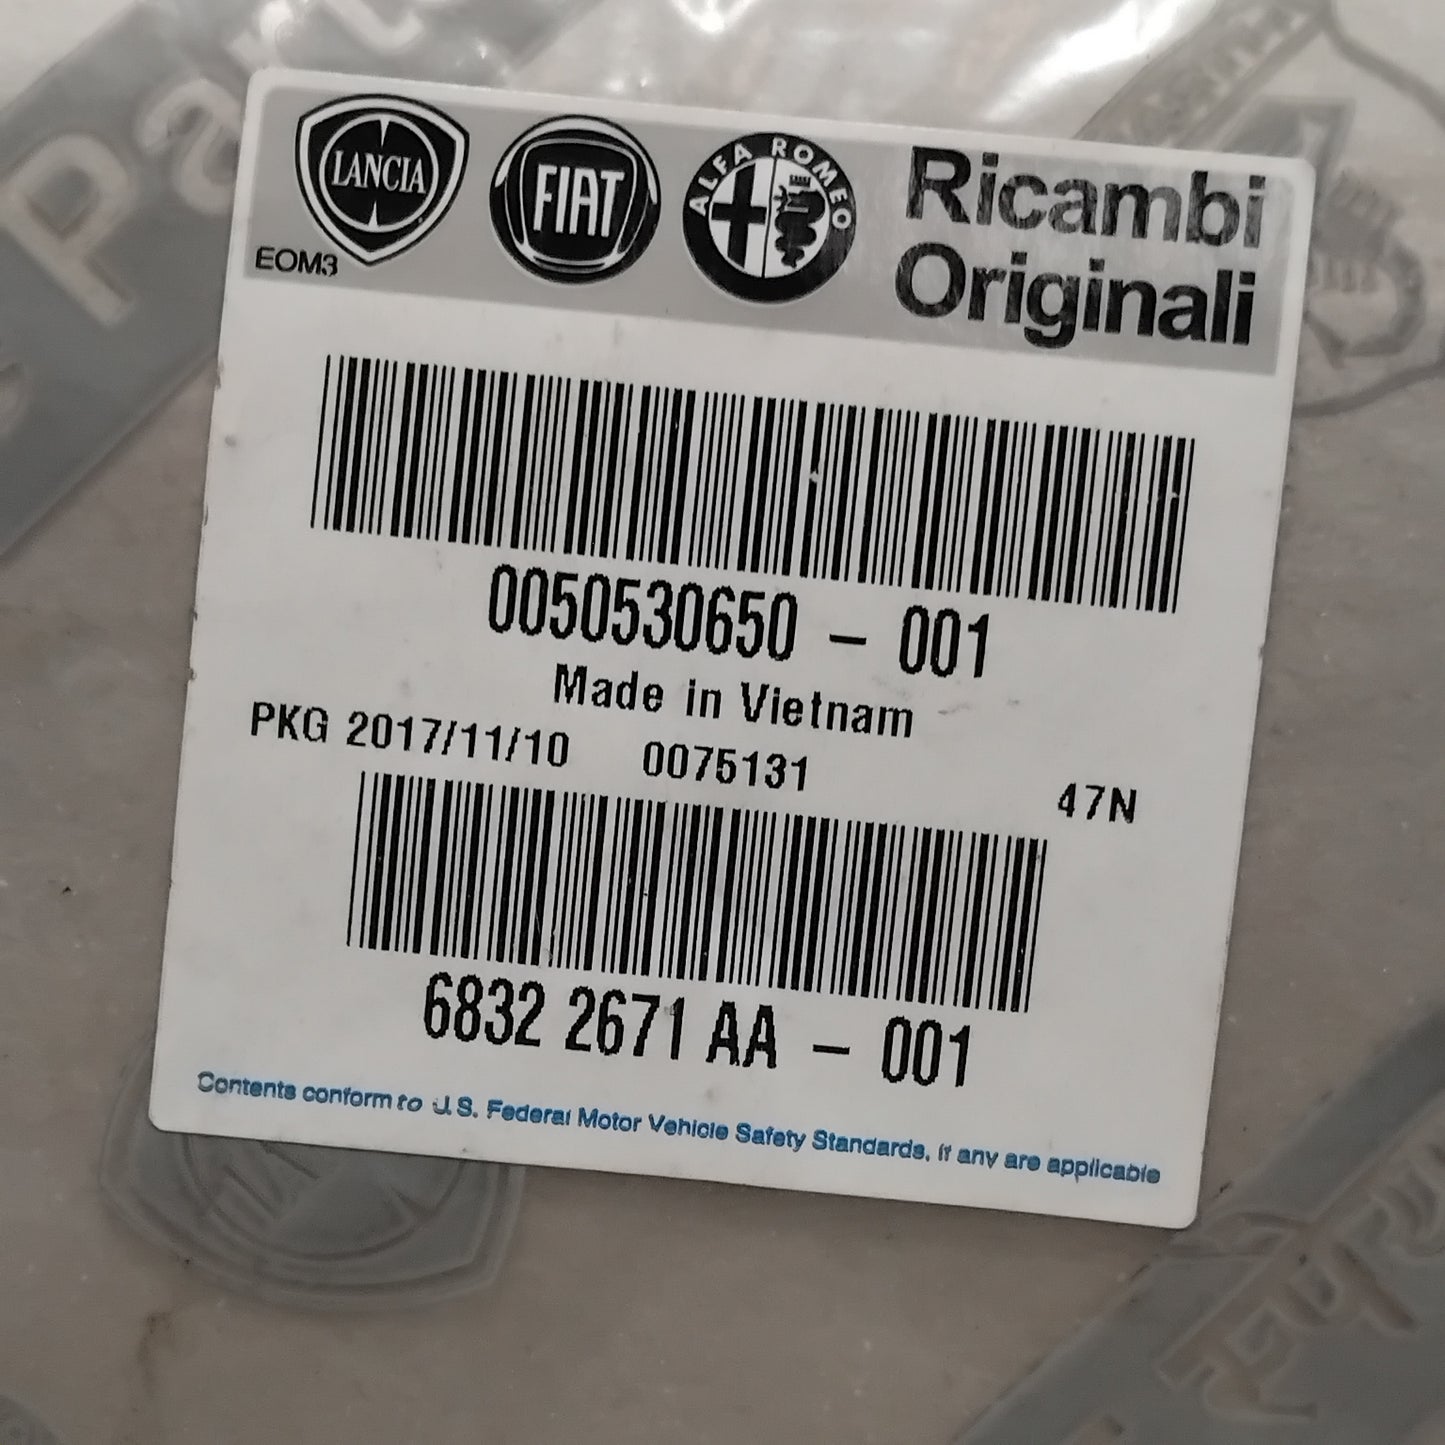 Parts
LANCIA FIAT ALFA ROMEO Ricambi
Originali
EOM3
0050530650 – 001
Made in Vietnam
PKG 2017/11/10 0075131
47N
6832 2671 AA – 001
Contents conform to U.S. Federal Motor Vehicle Safety Standards, if any are applicable